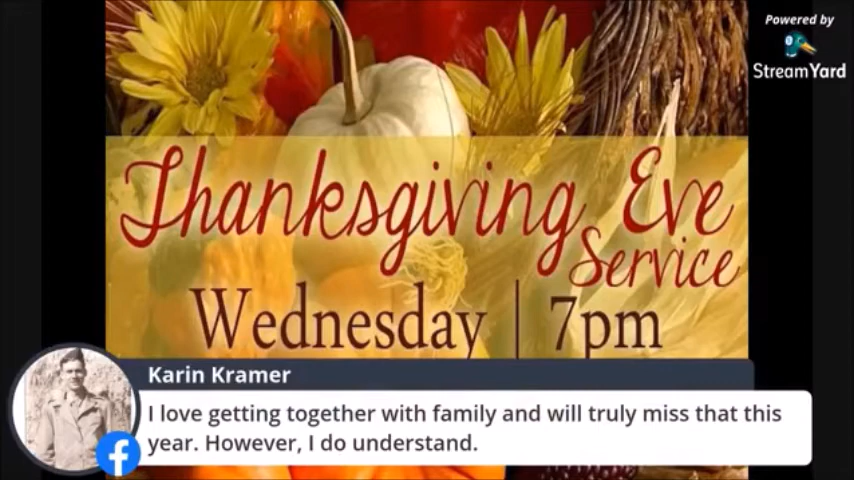 Powered by
StreamYard
Thanksgiving Eve
Service
Wednesday | 7pm
Karin Kramer
I love getting together with family and will truly miss that this
year. However, I do understand.